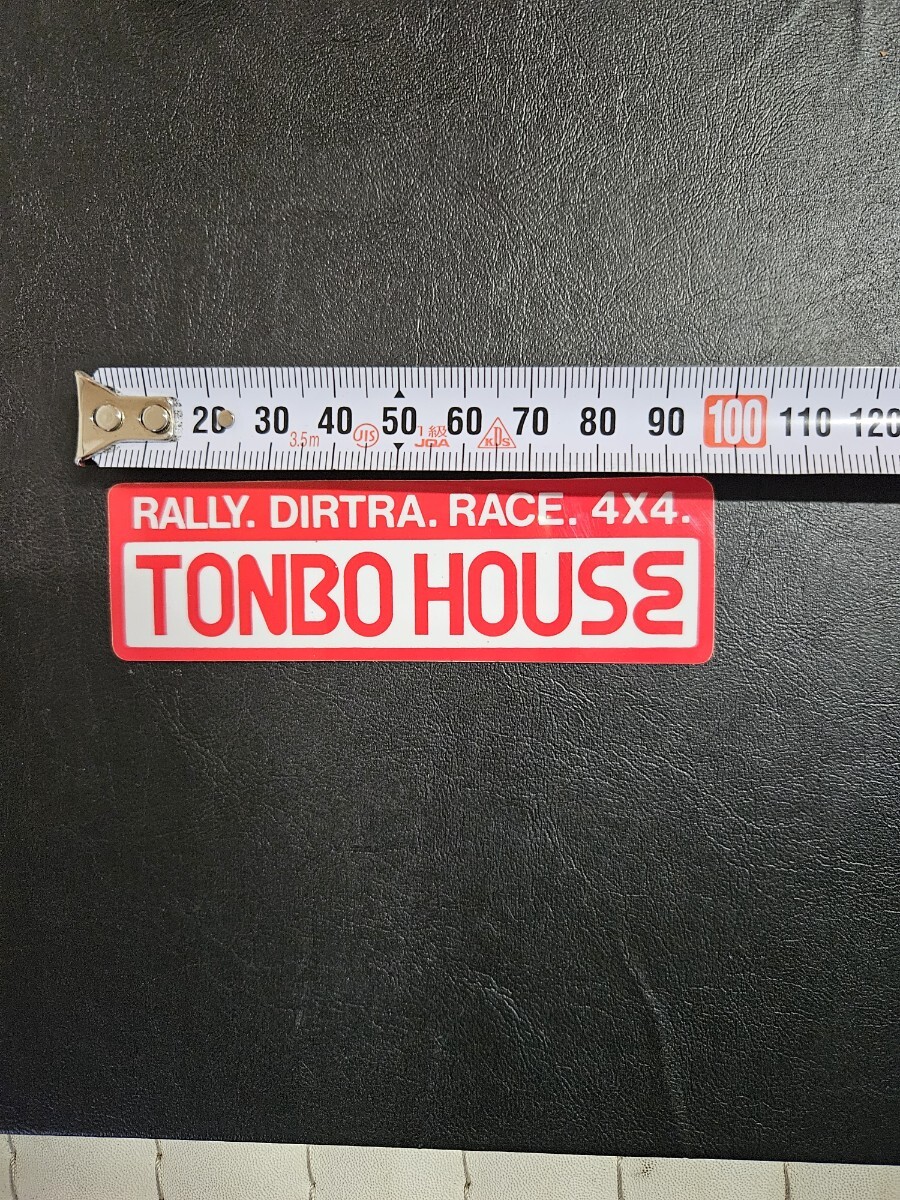 20 30 40 50 60 70 80 90 100 110 120
3.5m JIS 1級 JQA KDS
RALLY. DIRTRA. RACE. 4X4.
TONBO HOUSE